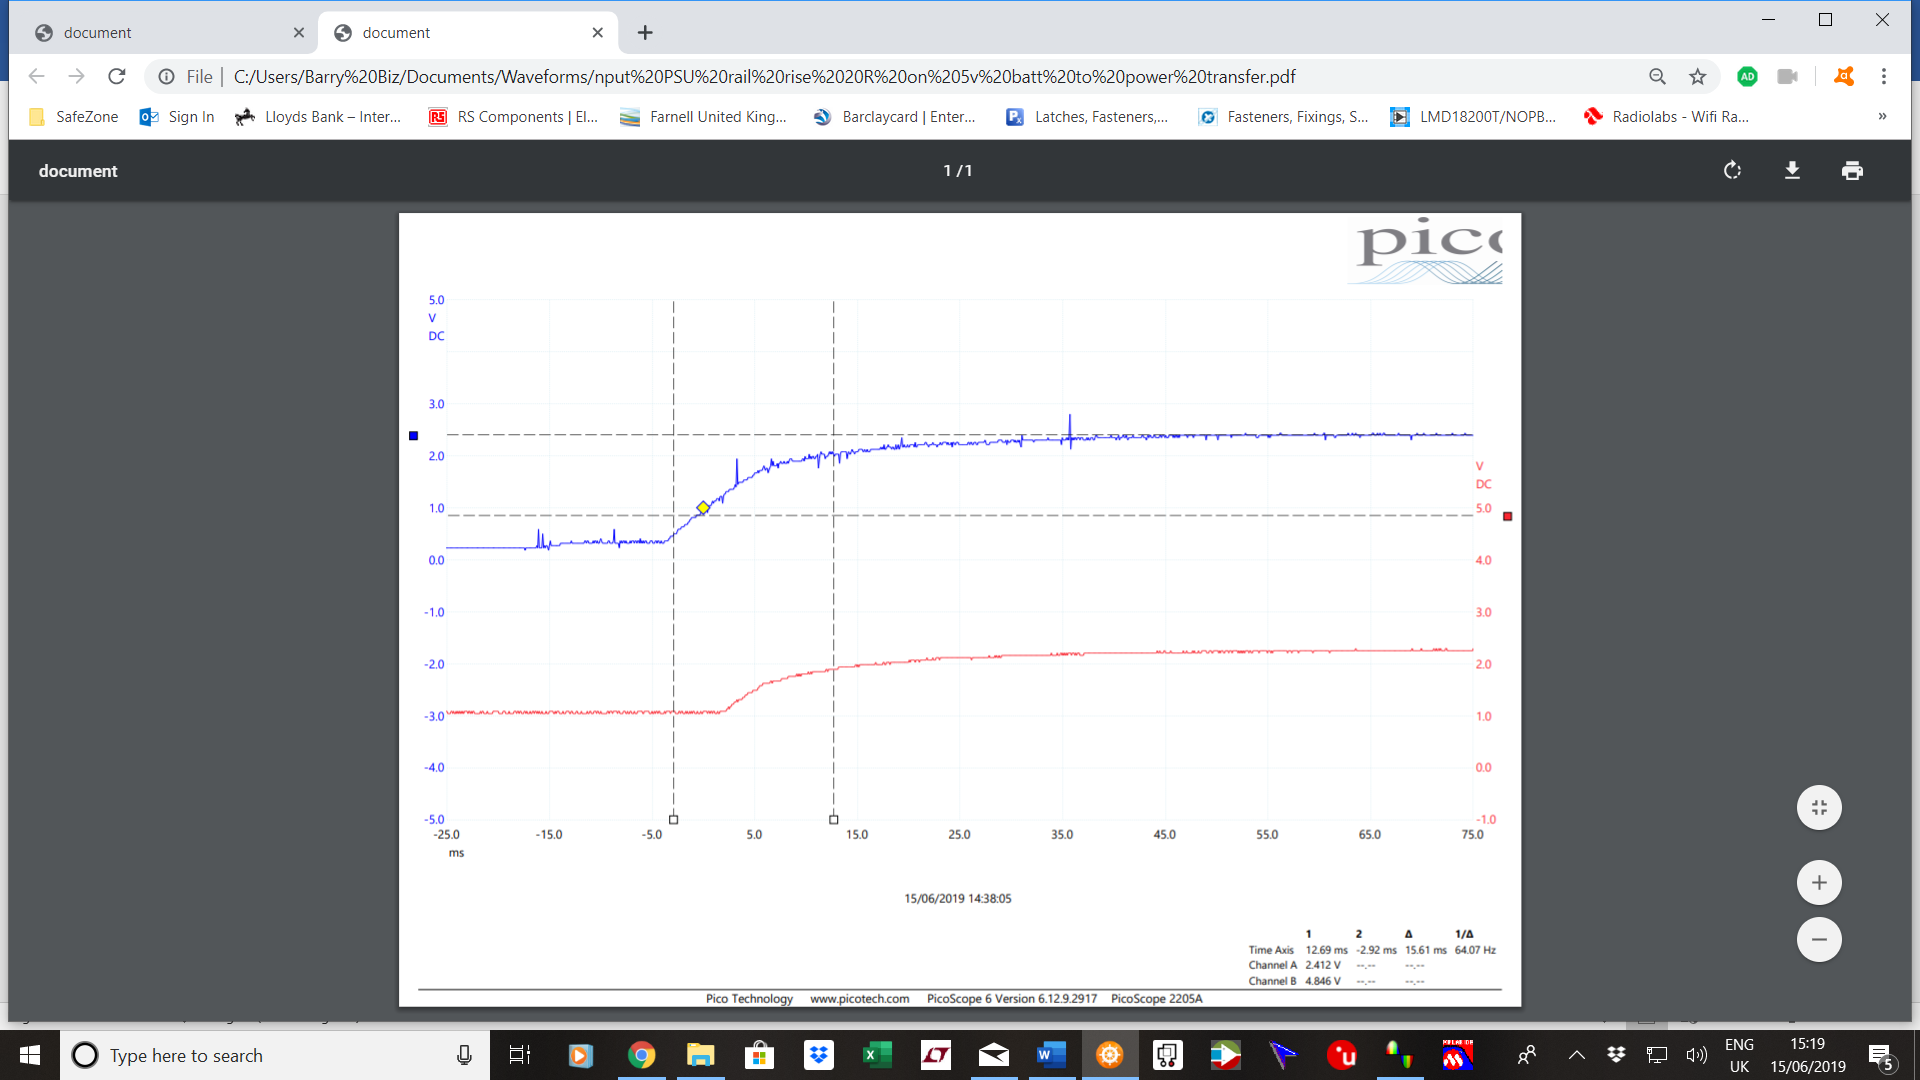 document
document
File
C:/Users/Barry%20Biz/Documents/Waveforms/nput%20PSU%20rail%20rise%2020R%20on%205v%20batt%20to%20power%20transfer.pdf
AD
SafeZone
Sign In
Lloyds Bank – Inter...
RS Components | El...
Farnell United King...
Barclaycard | Enter...
Latches, Fasteners,...
Fasteners, Fixings, S...
LMD18200T/NOPB...
Radiolabs - Wifi Ra...
»
document
1 / 1
pico
5.0
V
DC
3.0
2.0
1.0
0.0
-1.0
-2.0
-3.0
-4.0
-5.0
V
DC
5.0
4.0
3.0
2.0
1.0
0.0
-1.0
-25.0 -15.0 -5.0 5.0 15.0 25.0 35.0 45.0 55.0 65.0 75.0
ms
15/06/2019 14:38:05
1 2 Δ 1/Δ
Time Axis 12.69 ms -2.92 ms 15.61 ms 64.07 Hz
Channel A 2.412 V --.-- --.--
Channel B 4.846 V --.-- --.--
Pico Technology www.picotech.com PicoScope 6 Version 6.12.9.2917 PicoScope 2205A
Type here to search
ENG
UK
15:19
15/06/2019
5